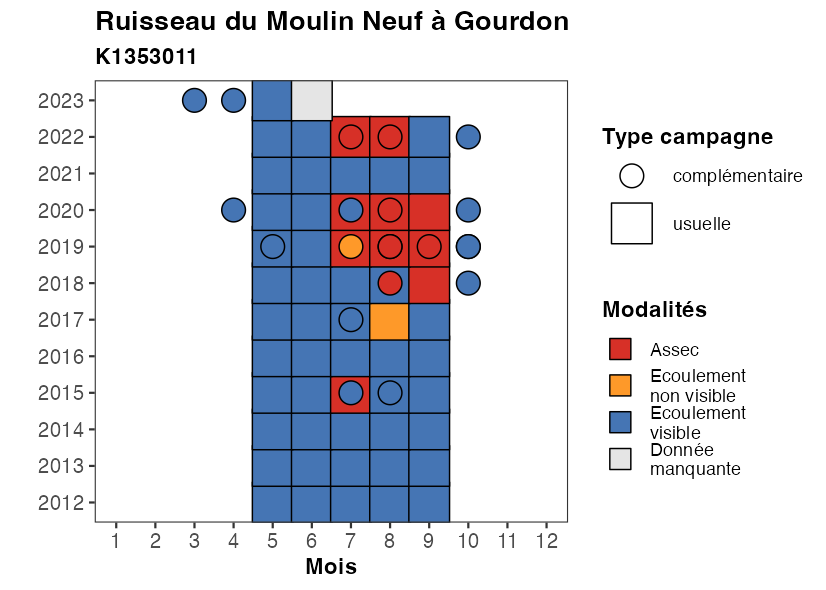 Ruisseau du Moulin Neuf à Gourdon
K1353011
2023
2022
2021
2020
2019
2018
2017
2016
2015
2014
2013
2012
1 2 3 4 5 6 7 8 9 10 11 12
Mois
Type campagne
complémentaire
usuelle
Modalités
Assec
Ecoulement
non visible
Ecoulement
visible
Donnée
manquante